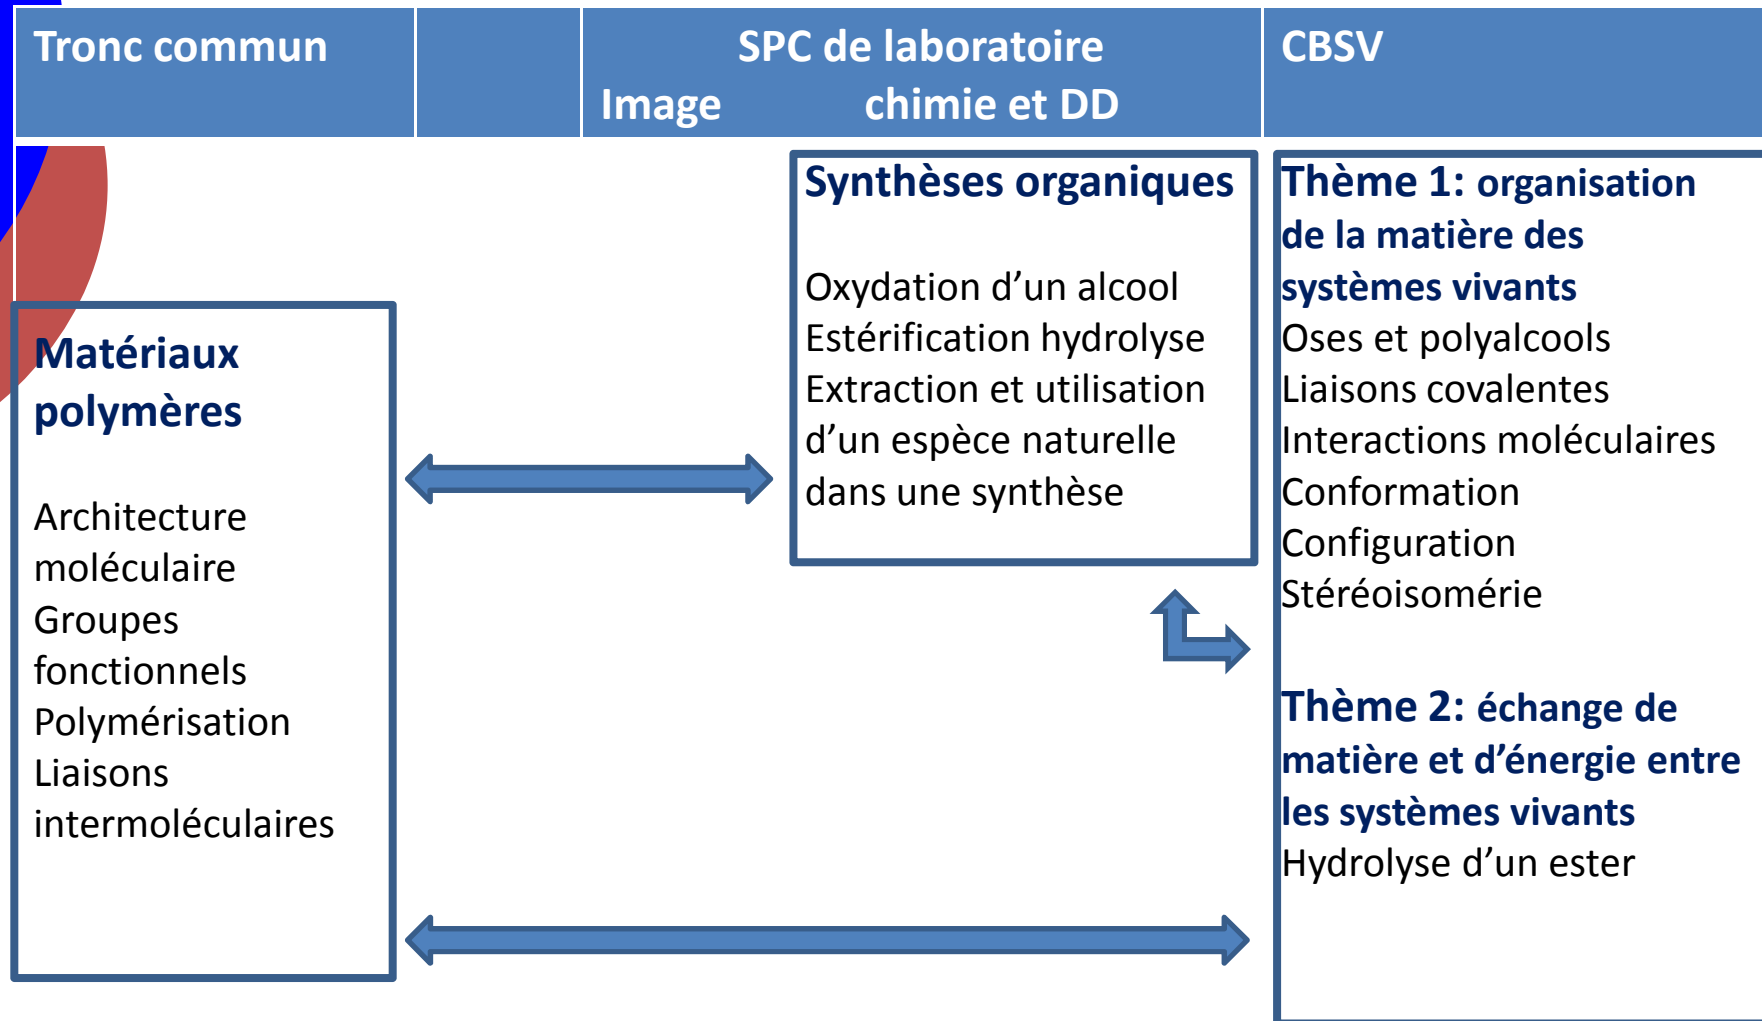 Tronc commun
SPC de laboratoire
Image chimie et DD
CBSV
Matériaux
polymères
Architecture
moléculaire
Groupes
fonctionnels
Polymérisation
Liaisons
intermoléculaires
Synthèses organiques
Oxydation d’un alcool
Estérification hydrolyse
Extraction et utilisation
d’un espèce naturelle
dans une synthèse
Thème 1: organisation
de la matière des
systèmes vivants
Oses et polyalcools
Liaisons covalentes
Interactions moléculaires
Conformation
Configuration
Stéréoisomérie
Thème 2: échange de
matière et d’énergie entre
les systèmes vivants
Hydrolyse d’un ester